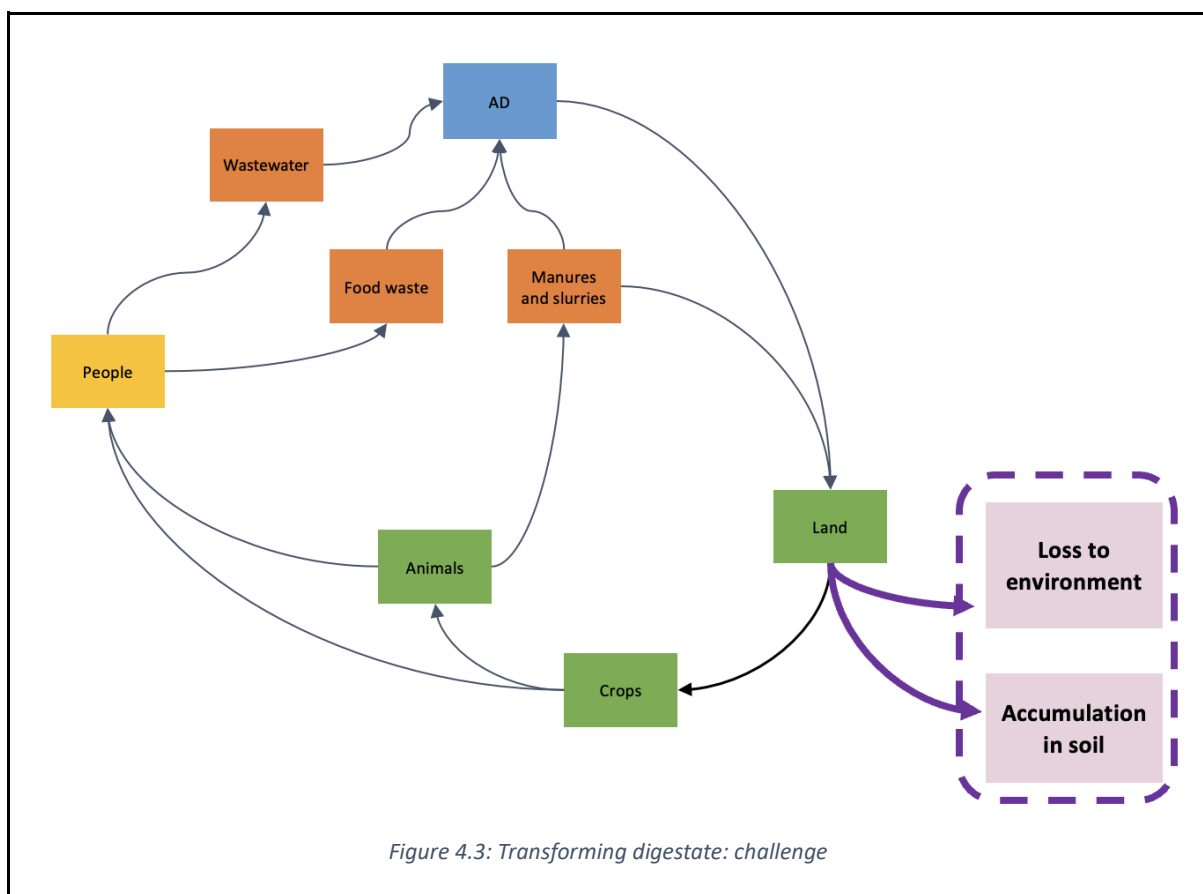 AD
Wastewater
Food waste
Manures
and slurries
People
Land
Animals
Loss to
environment
Crops
Accumulation
in soil
Figure 4.3: Transforming digestate: challenge